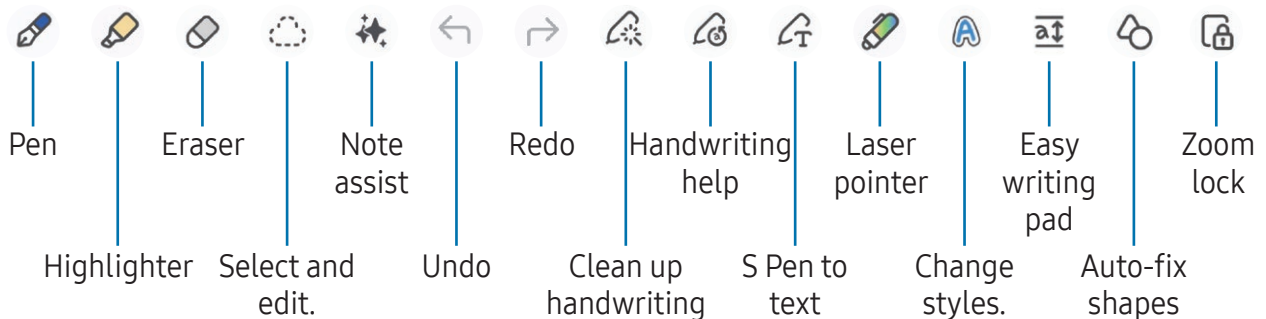 Pen
Eraser
Note
assist
Redo
Handwriting
help
Laser
pointer
Easy
writing
pad
Zoom
lock
Highlighter
Select and
edit.
Undo
Clean up
handwriting
S Pen to
text
Change
styles.
Auto-fix
shapes